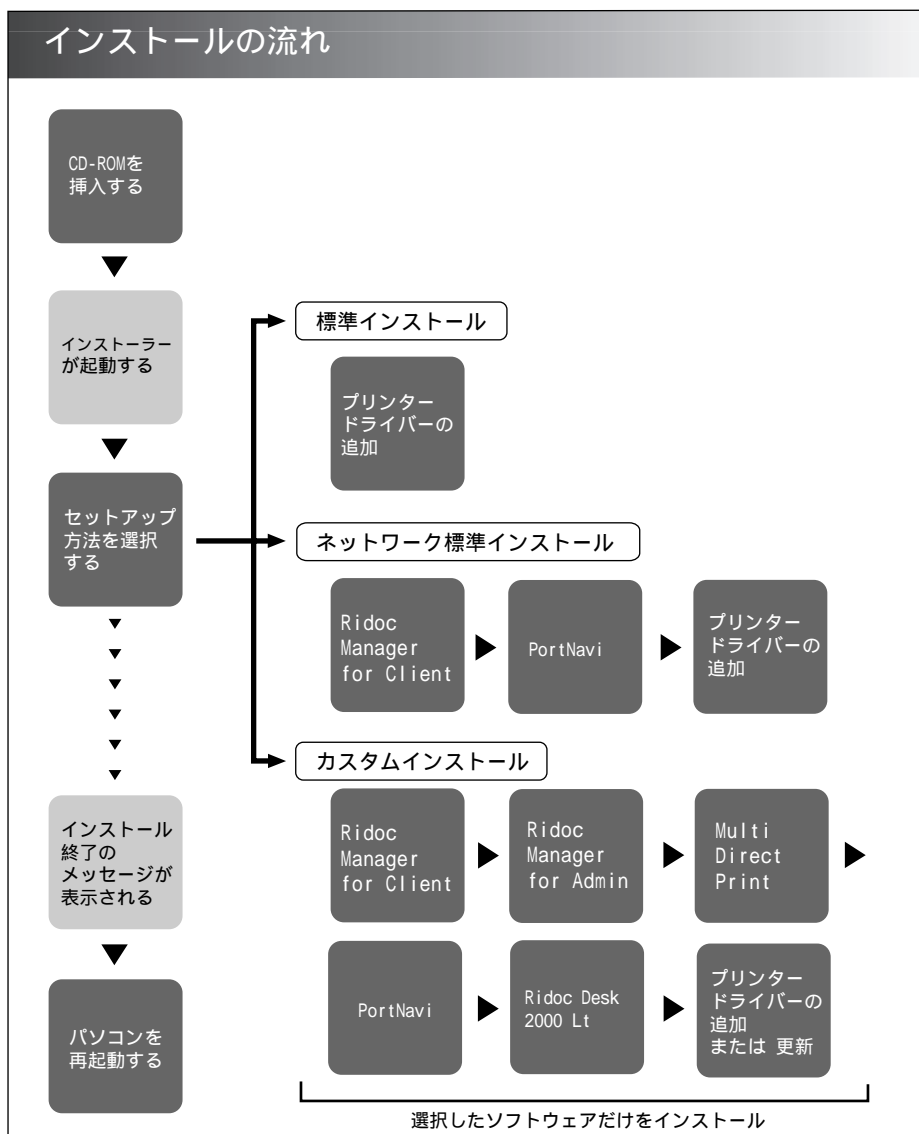 インストールの流れ
CD-ROMを
挿入する
インストーラー
が起動する
セットアップ
方法を選択
する
標準インストール
プリンター
ドライバーの
追加
ネットワーク標準インストール
Ridoc
Manager
for Client
PortNavi
プリンター
ドライバーの
追加
カスタムインストール
Ridoc
Manager
for Client
Ridoc
Manager
for Admin
Multi
Direct
Print
PortNavi
Ridoc Desk
2000 Lt
プリンター
ドライバーの
追加
または 更新
選択したソフトウェアだけをインストール
インストール
終了の
メッセージが
表示される
パソコンを
再起動する